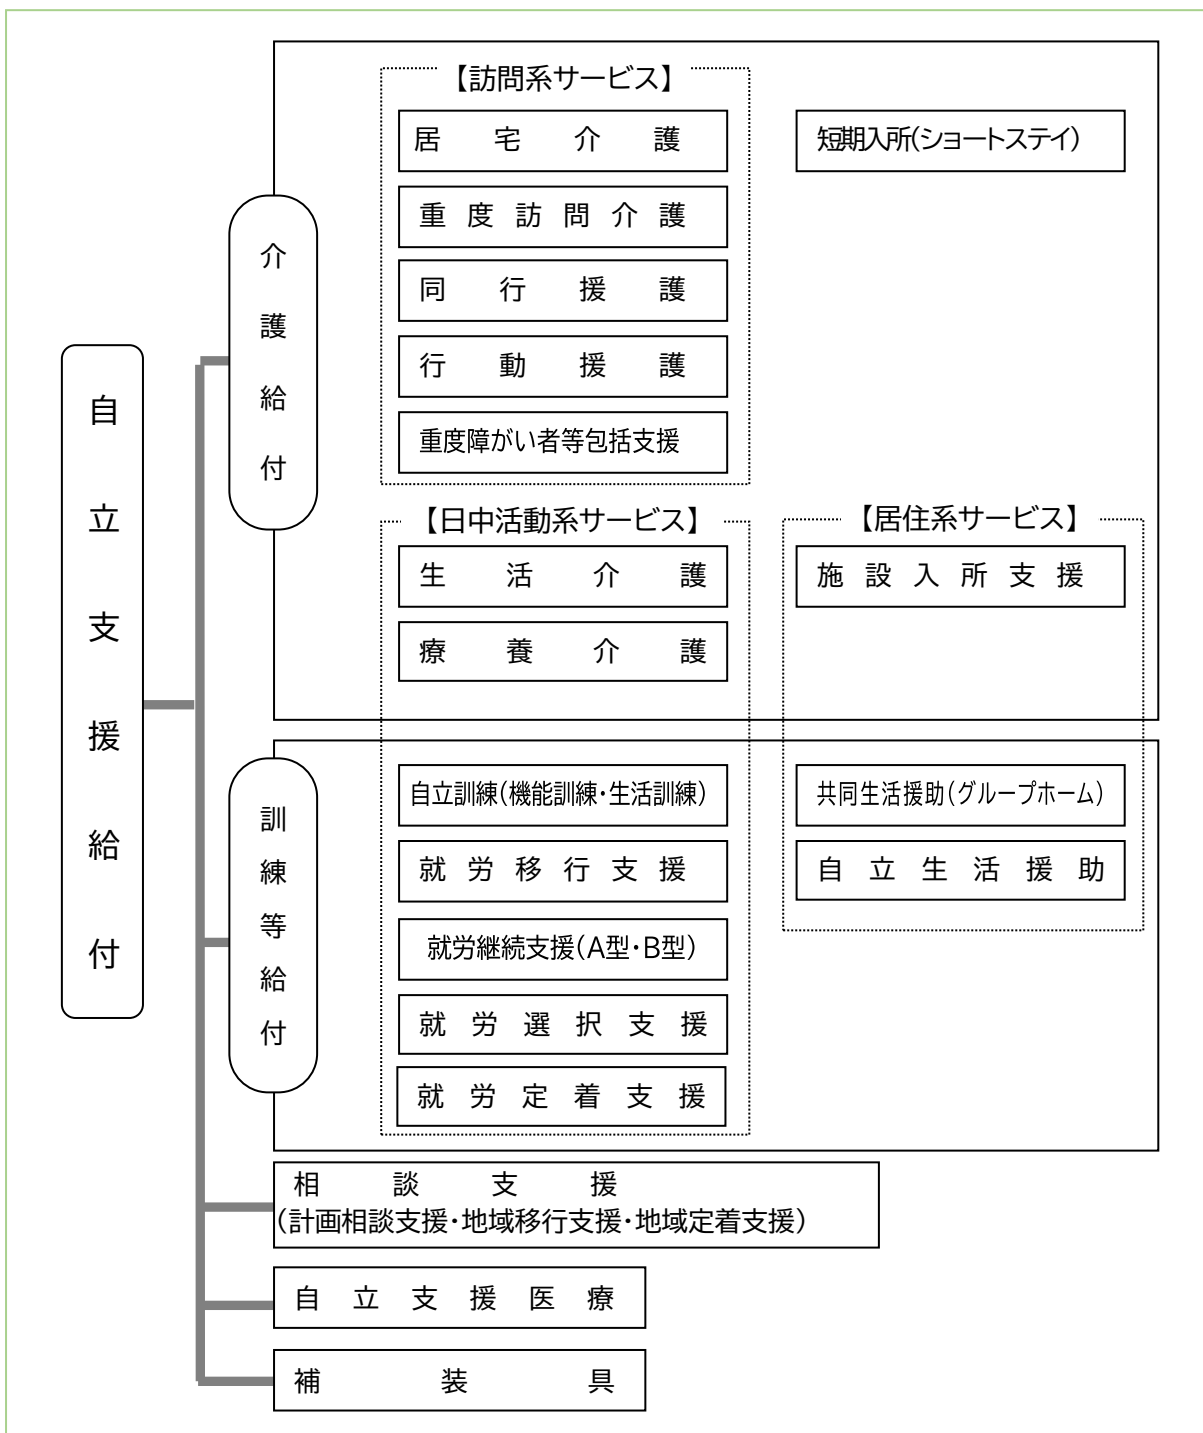 自立支援給付
介護給付
【訪問系サービス】
居宅介護
短期入所(ショートステイ)
重度訪問介護
同行援護
行動援護
重度障がい者等包括支援
【日中活動系サービス】
【居住系サービス】
生活介護
施設入所支援
療養介護
訓練等給付
自立訓練(機能訓練・生活訓練)
共同生活援助(グループホーム)
就労移行支援
自立生活援助
就労継続支援(A型・B型)
就労選択支援
就労定着支援
相談支援
(計画相談支援・地域移行支援・地域定着支援)
自立支援医療
補装具